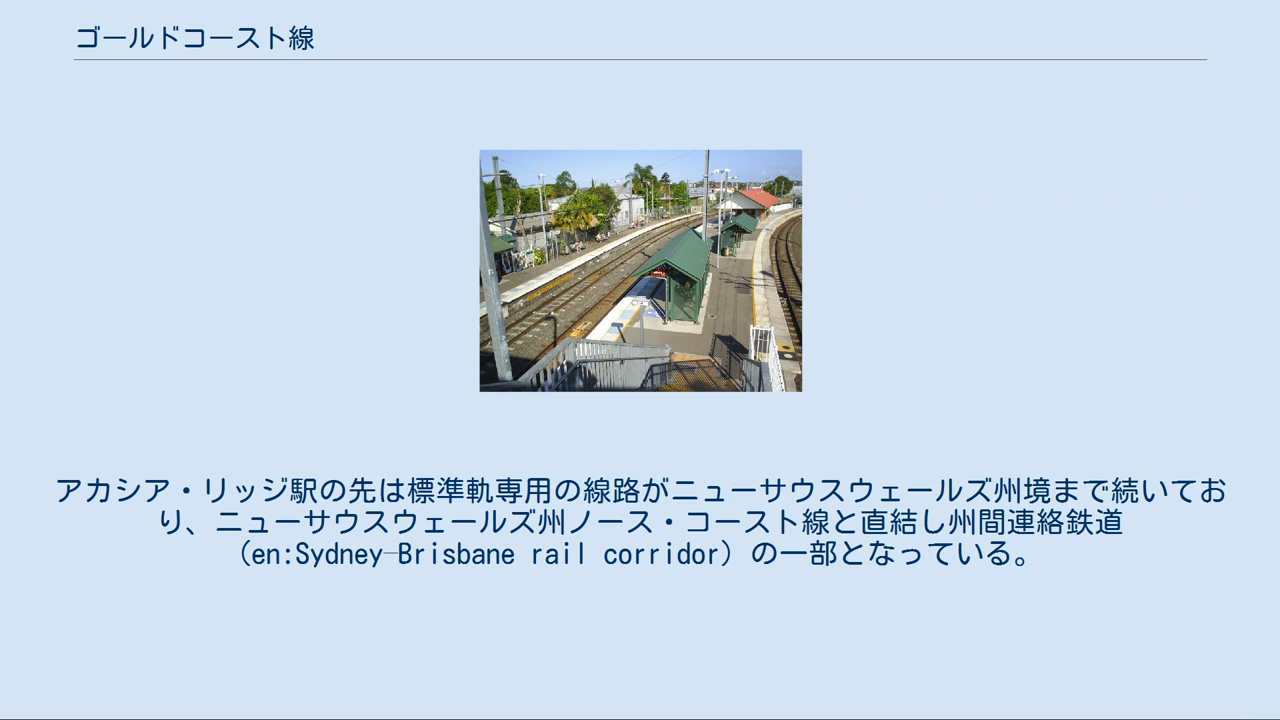 ゴールドコースト線
アカシア・リッジ駅の先は標準軌専用の線路がニューサウスウェールズ州境まで続いてお
り、ニューサウスウェールズ州ノース・コースト線と直結し州間連絡鉄道
（en:Sydney–Brisbane rail corridor）の一部となっている。